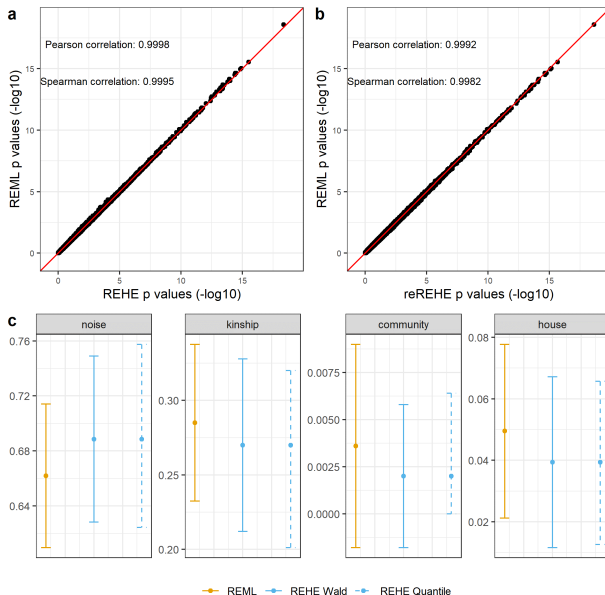 a
Pearson correlation: 0.9998
Spearman correlation: 0.9995
REML p values (-log10)
15
10
5
0
0
5
10
15
REHE p values (-log10)
b
Pearson correlation: 0.9992
Spearman correlation: 0.9982
REML p values (-log10)
15
10
5
0
0
5
10
15
reREHE p values (-log10)
c
noise
0.76
0.72
0.68
0.64
kinship
0.30
0.25
0.20
community
0.0075
0.0050
0.0025
0.0000
house
0.08
0.06
0.04
0.02
REML REHE Wald REHE Quantile